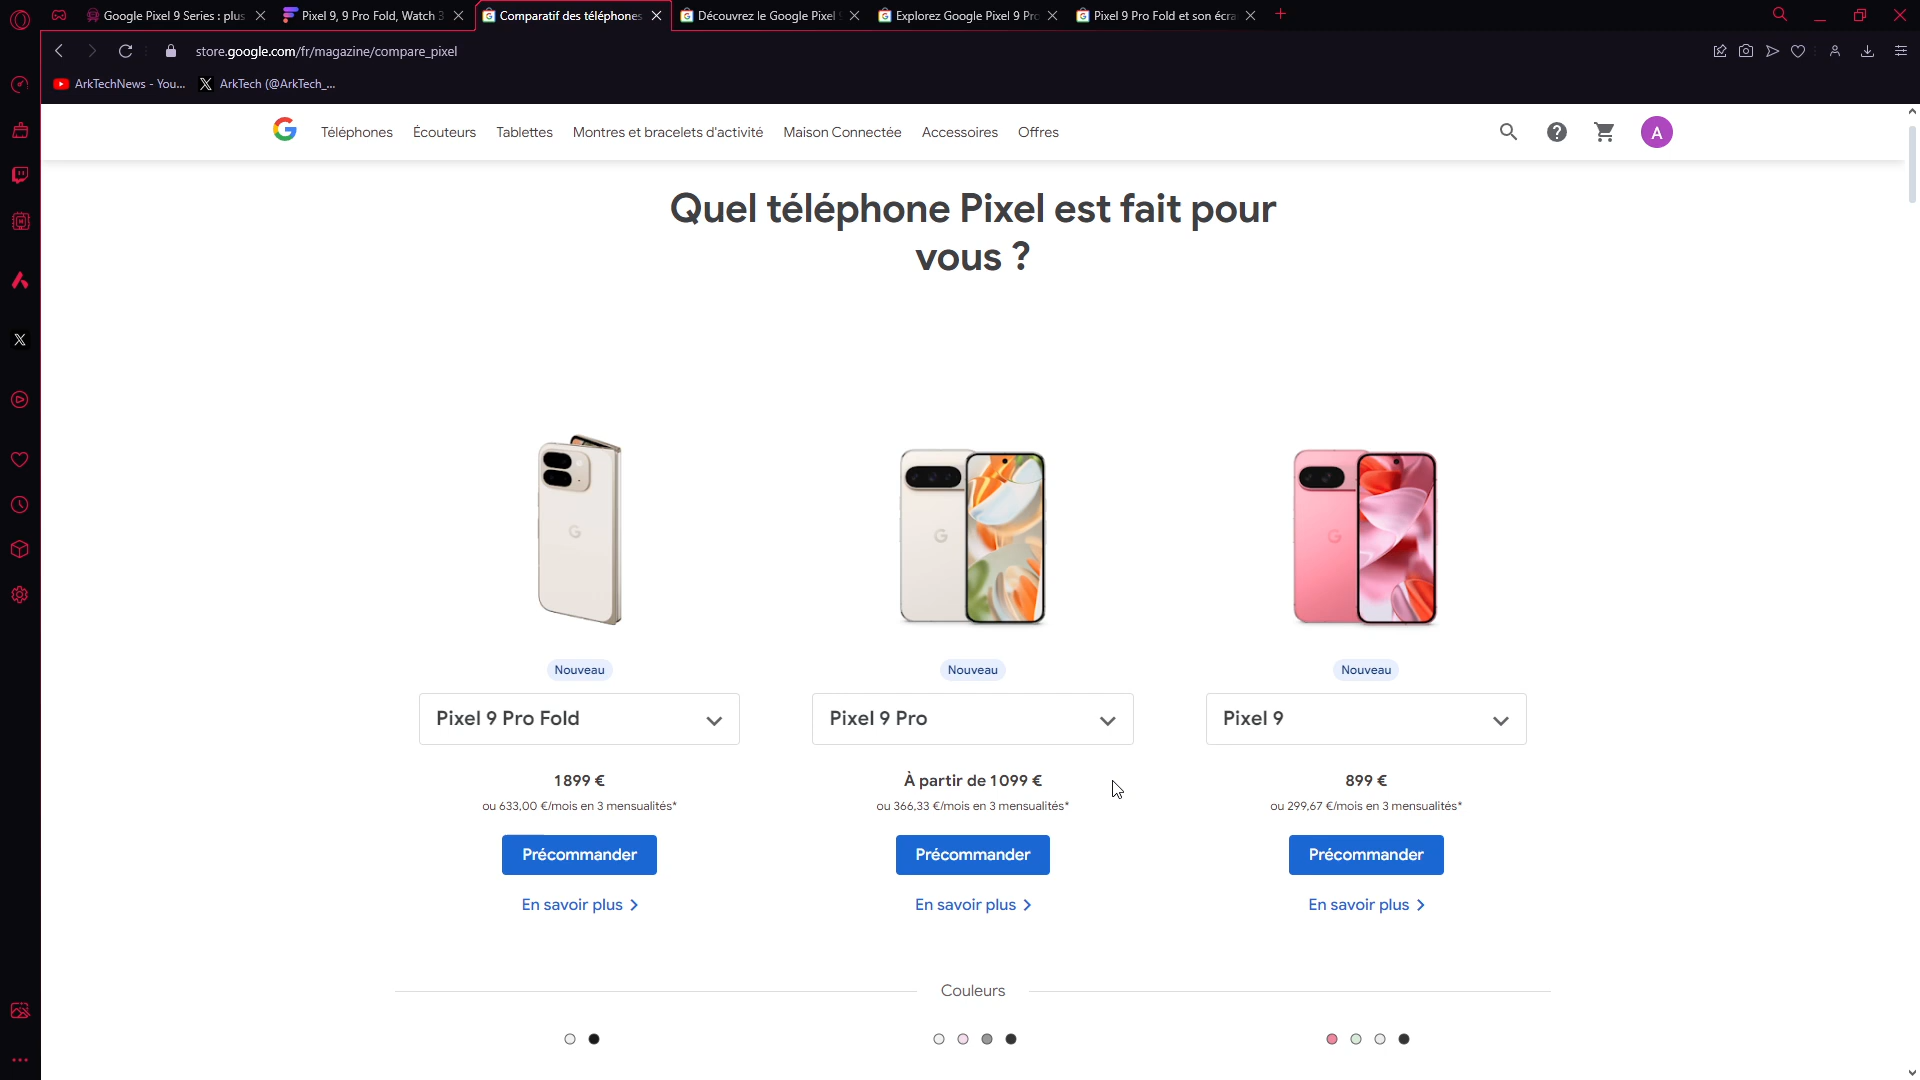 Google Pixel 9 Series : plus
Pixel 9, 9 Pro Fold, Watch 3
Comparatif des téléphones
Découvrez le Google Pixel
Explorez Google Pixel 9 Pro
Pixel 9 Pro Fold et son écra
store.google.com/fr/magazine/compare_pixel
ArkTechNews - You...
ArkTech (@ArkTech_...
Téléphones
Écouteurs
Tablettes
Montres et bracelets d'activité
Maison Connectée
Accessoires
Offres
A
Quel téléphone Pixel est fait pour
vous ?
Nouveau
Nouveau
Nouveau
Pixel 9 Pro Fold
Pixel 9 Pro
Pixel 9
1 899 €
À partir de 1 099 €
899 €
ou 633,00 €/mois en 3 mensualités*
ou 366,33 €/mois en 3 mensualités*
ou 299,67 €/mois en 3 mensualités*
Précommander
Précommander
Précommander
En savoir plus
En savoir plus
En savoir plus
Couleurs